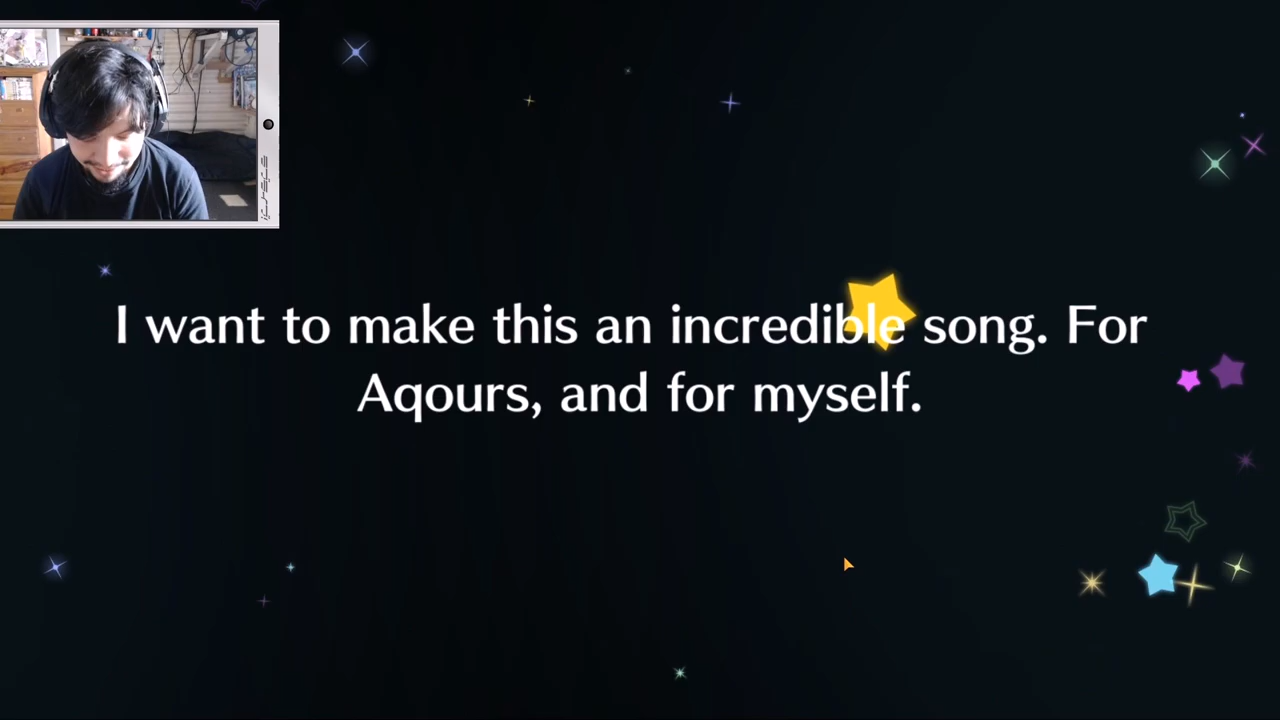 I want to make this an incredible song. For
Aqours, and for myself.